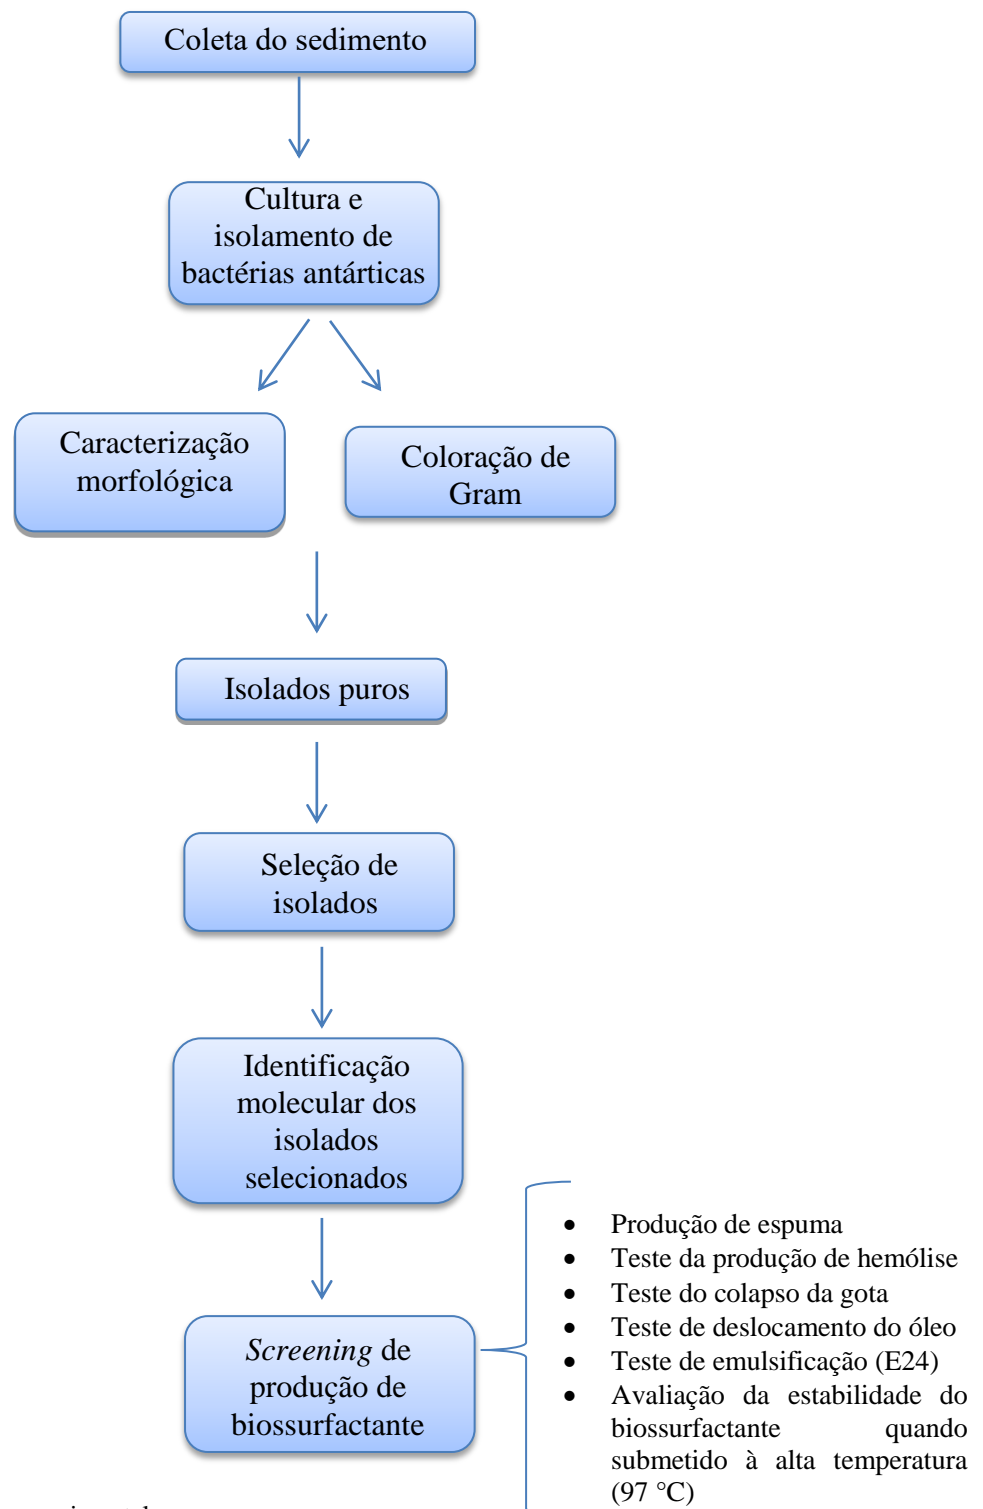 Coleta do sedimento
Cultura e
isolamento de
bactérias antárticas
Caracterização
morfológica
Coloração de
Gram
Isolados puros
Seleção de
isolados
Identificação
molecular dos
isolados
selecionados
Screening de
produção de
biossurfactante
• Produção de espuma
• Teste da produção de hemólise
• Teste do colapso da gota
• Teste de deslocamento do óleo
• Teste de emulsificação (E24)
• Avaliação da estabilidade do
biossurfactante quando
submetido à alta temperatura
(97 °C)